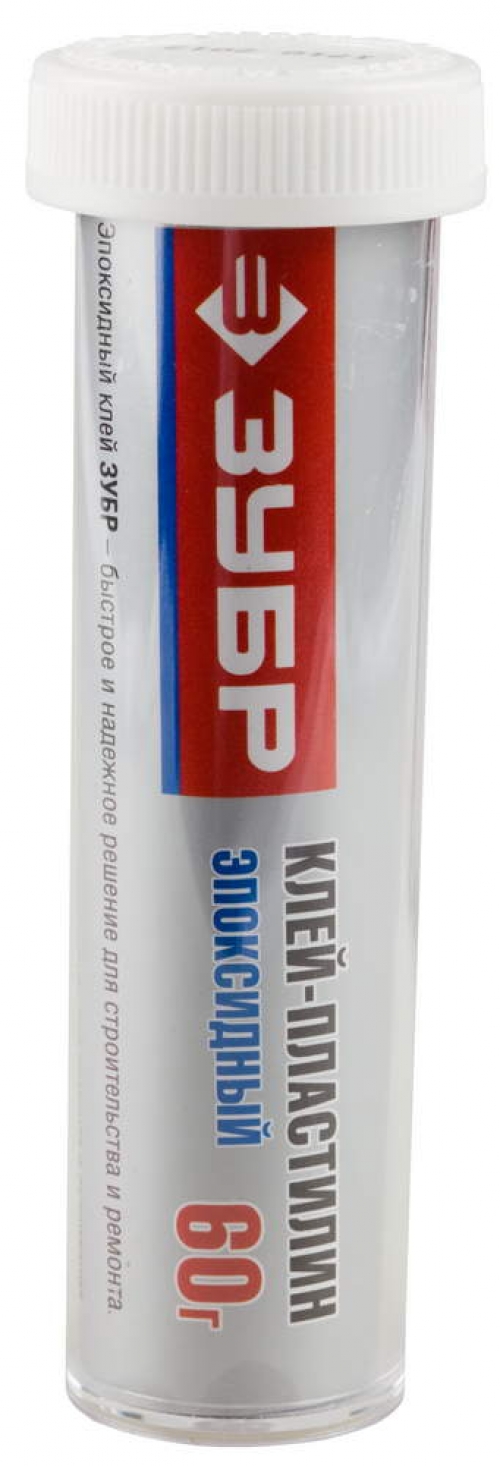 ЗУБР
КЛЕЙ-ПЛАСТИЛИН
ЭПОКСИДНЫЙ
60г
Эпоксидный клей ЗУБР – быстрое и надежное решение для строительства и ремонта.